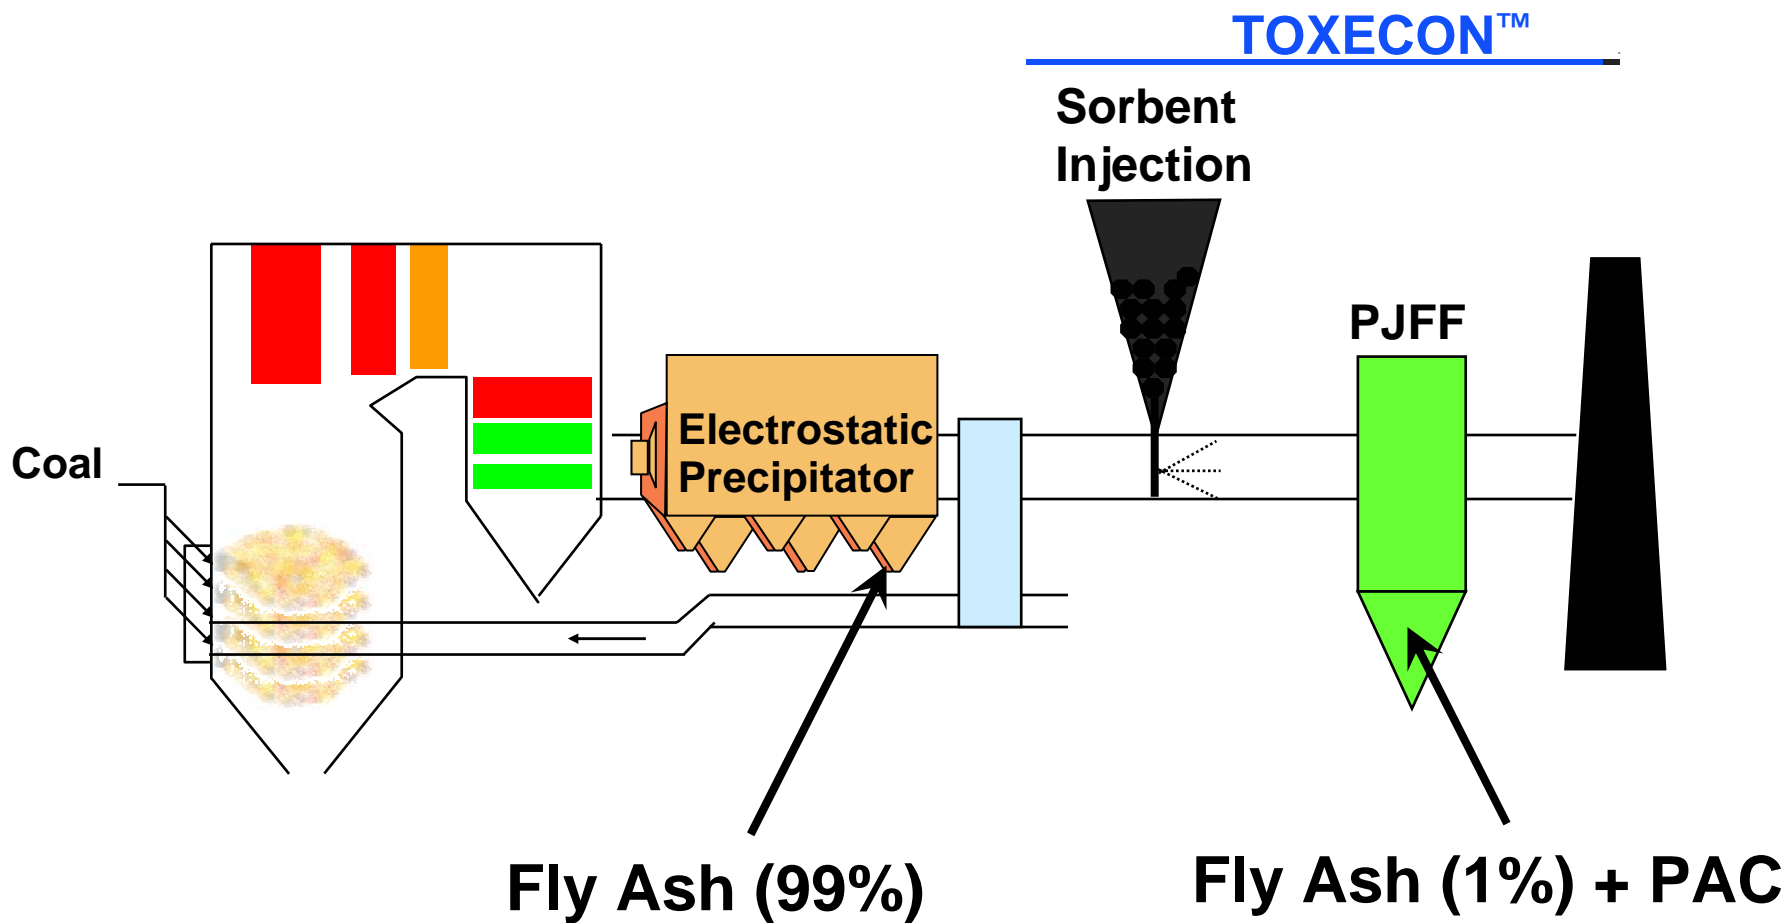 TOXECON™
Sorbent
Injection
PJFF
Electrostatic
Precipitator
Coal
Fly Ash (99%)
Fly Ash (1%) + PAC